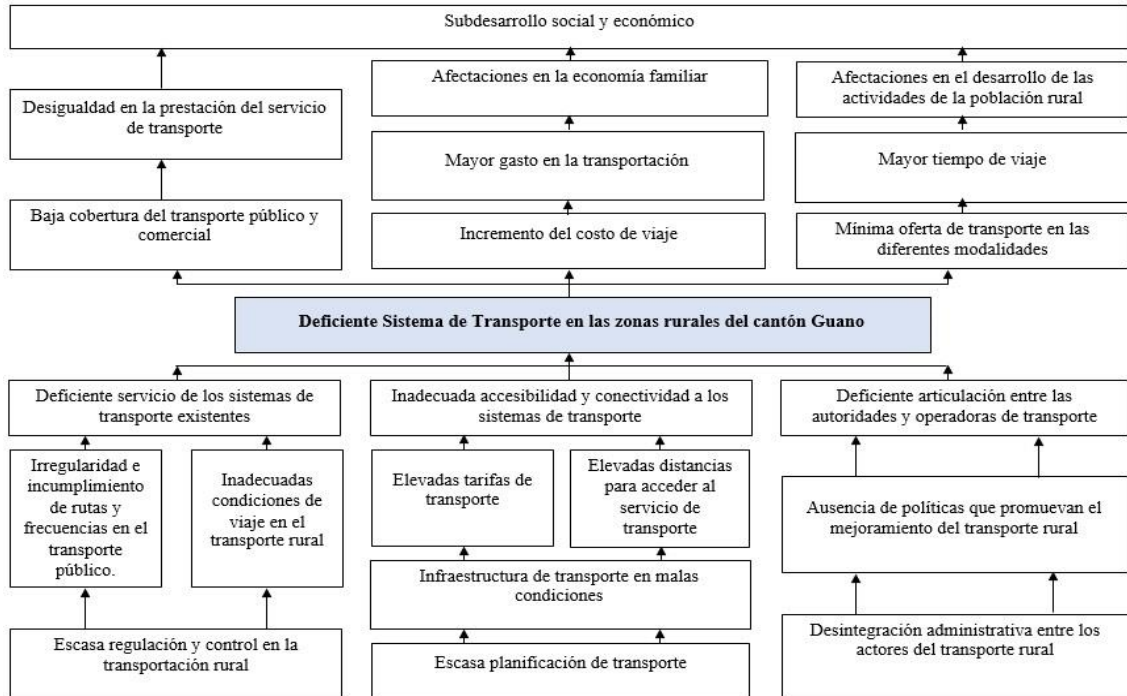 Subdesarrollo social y económico
Desigualdad en la prestación del servicio
de transporte
Afectaciones en la economía familiar
Afectaciones en el desarrollo de las
actividades de la población rural
Mayor gasto en la transportación
Mayor tiempo de viaje
Baja cobertura del transporte público y
comercial
Incremento del costo de viaje
Mínima oferta de transporte en las
diferentes modalidades
Deficiente Sistema de Transporte en las zonas rurales del cantón Guano
Deficiente servicio de los sistemas de
transporte existentes
Inadecuada accesibilidad y conectividad a los
sistemas de transporte
Deficiente articulación entre las
autoridades y operadoras de transporte
Irregularidad e
incumplimiento
de rutas y
frecuencias en el
transporte
público.
Inadecuadas
condiciones de
viaje en el
transporte rural
Elevadas tarifas de
transporte
Elevadas distancias
para acceder al
servicio de
transporte
Ausencia de políticas que promuevan el
mejoramiento del transporte rural
Infraestructura de transporte en malas
condiciones
Escasa regulación y control en la
transportación rural
Escasa planificación de transporte
Desintegración administrativa entre los
actores del transporte rural